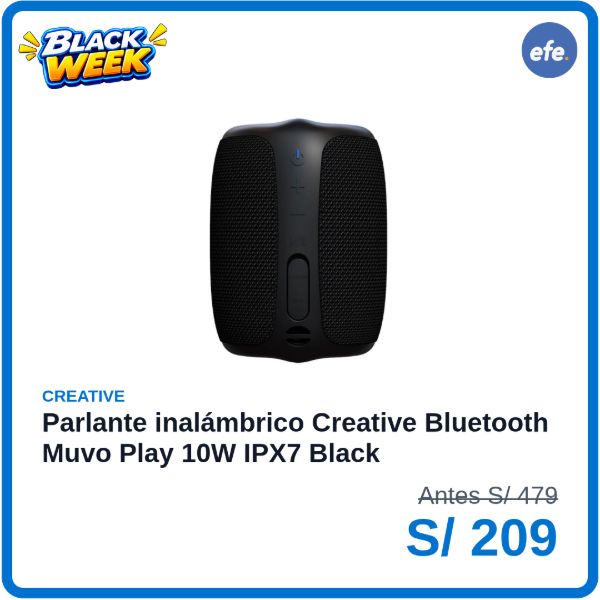 BLACK
WEEK
efe.
CREATIVE
Parlante inalámbrico Creative Bluetooth
Muvo Play 10W IPX7 Black
Antes S/ 479
S/ 209